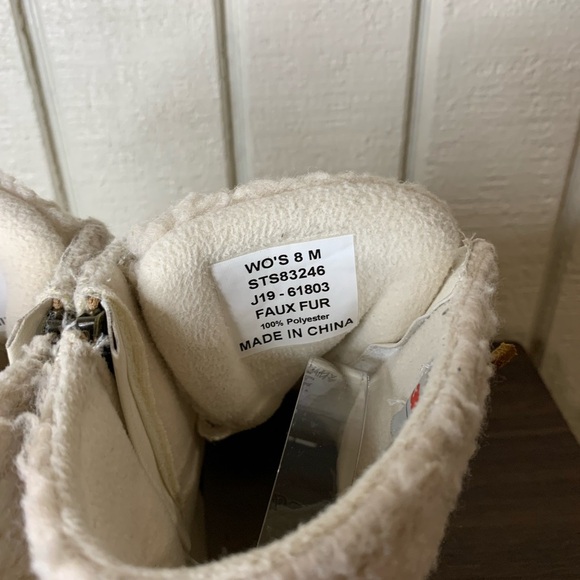 WO'S 8 M
STS83246
J19 - 61803
FAUX FUR
100% Polyester
MADE IN CHINA